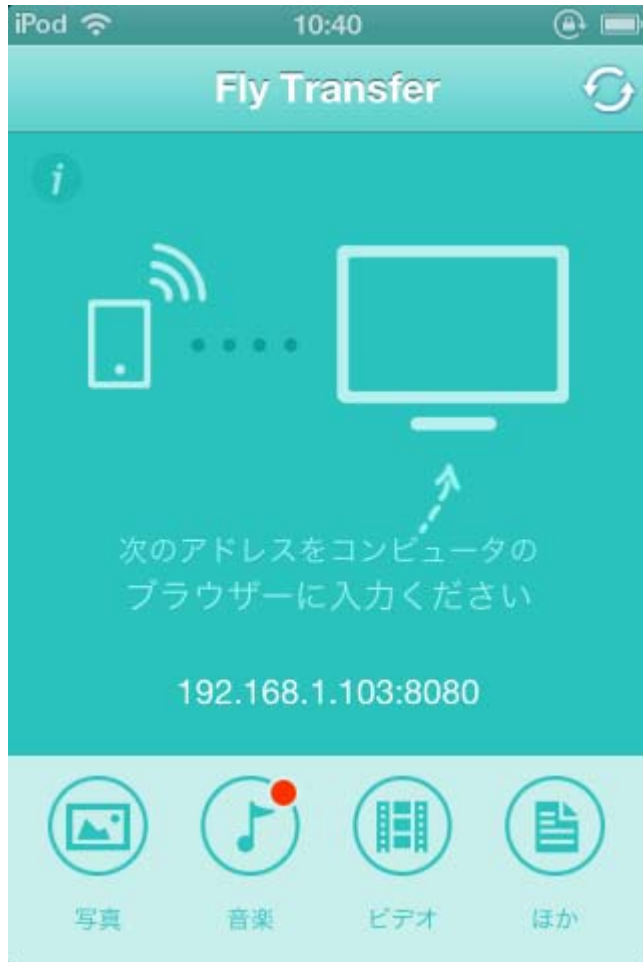 iPod 10:40
Fly Transfer
i
次のアドレスをコンピュータの
ブラウザーに入力ください
192.168.1.103:8080
写真 音楽 ビデオ ほか